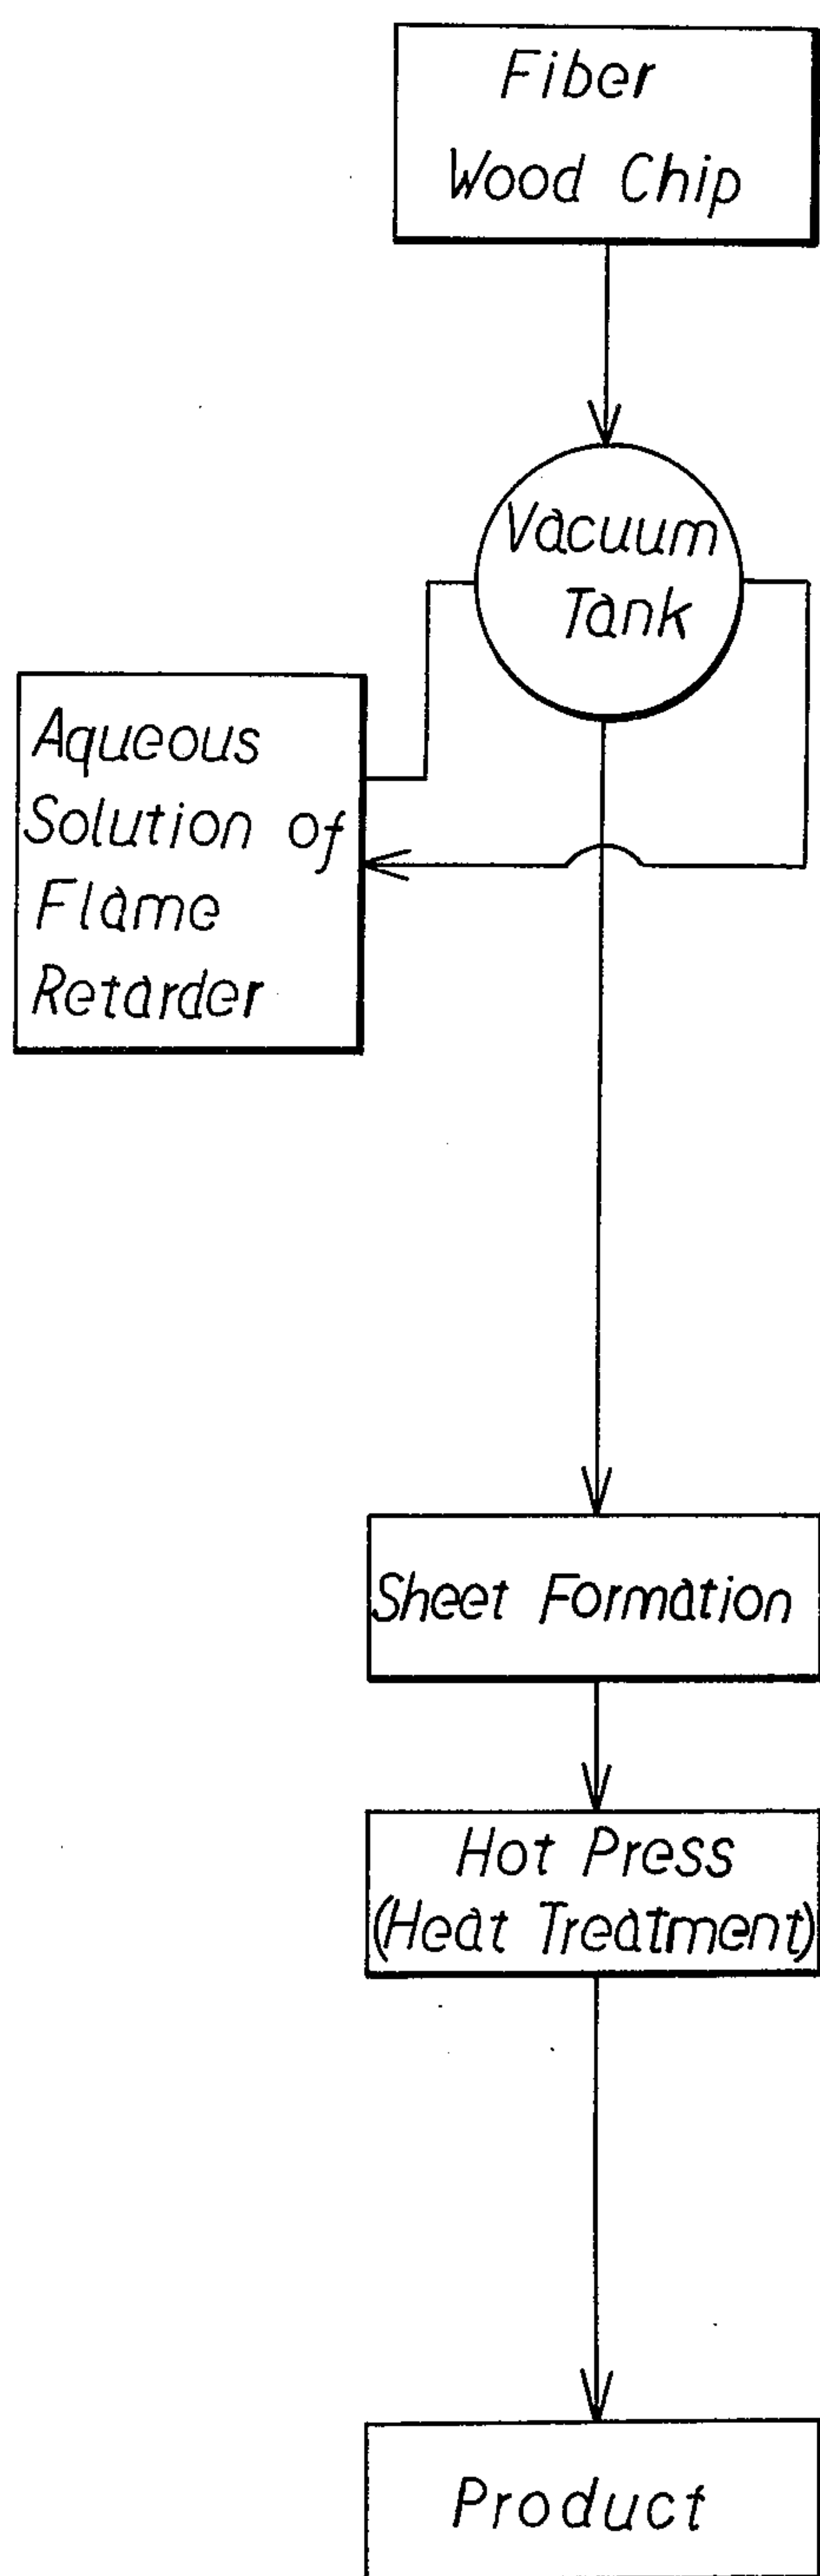 Fiber
Wood Chip
Vacuum
Tank
Aqueous
Solution of
Flame
Retarder
Sheet Formation
Hot Press
(Heat Treatment)
Product